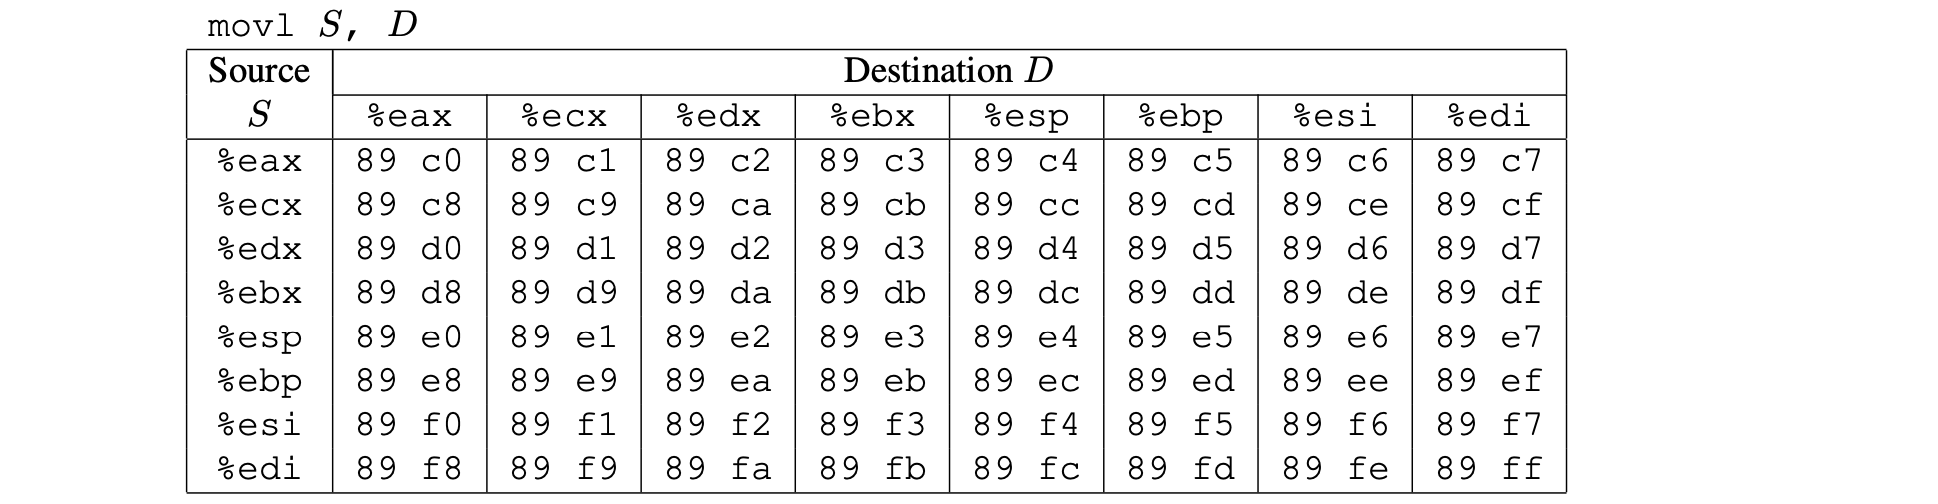 movl S, D
Source Destination D
S %eax %ecx %edx %ebx %esp %ebp %esi %edi
%eax 89 c0 89 c1 89 c2 89 c3 89 c4 89 c5 89 c6 89 c7
%ecx 89 c8 89 c9 89 ca 89 cb 89 cc 89 cd 89 ce 89 cf
%edx 89 d0 89 d1 89 d2 89 d3 89 d4 89 d5 89 d6 89 d7
%ebx 89 d8 89 d9 89 da 89 db 89 dc 89 dd 89 de 89 df
%esp 89 e0 89 e1 89 e2 89 e3 89 e4 89 e5 89 e6 89 e7
%ebp 89 e8 89 e9 89 ea 89 eb 89 ec 89 ed 89 ee 89 ef
%esi 89 f0 89 f1 89 f2 89 f3 89 f4 89 f5 89 f6 89 f7
%edi 89 f8 89 f9 89 fa 89 fb 89 fc 89 fd 89 fe 89 ff